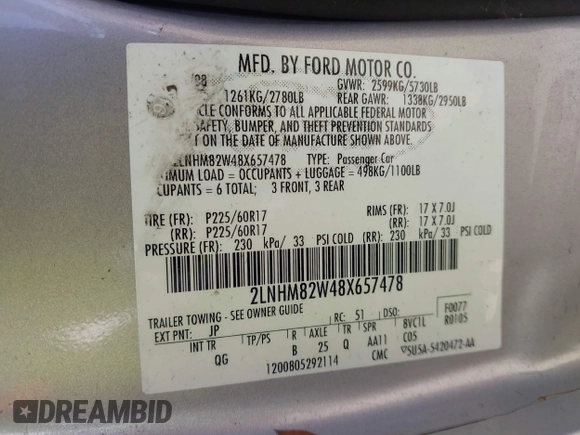 MFD. BY FORD MOTOR CO.
GVWR: 2599KG/5730LB
1261KG/2780LB REAR GAWR: 1338KG/2950LB
CLE CONFORMS TO ALL APPLICABLE FEDERAL MOTOR
SAFETY, BUMPER, AND THEFT PREVENTION STANDARDS
ON THE DATE OF MANUFACTURE SHOWN ABOVE.
2LNHM82W48X657478 TYPE: Passenger Car
IMUM LOAD = OCCUPANTS + LUGGAGE = 498KG/1100LB
CUPANTS = 6 TOTAL; 3 FRONT, 3 REAR
TIRE (FR): P225/60R17 RIMS (FR): 17 X 7.0J
(RR): P225/60R17 (RR): 17 X 7.0J
PRESSURE (FR): 230 kPa/ 33 PSI COLD (RR): 230 kPa/ 33 PSI COLD
2LNHM82W48X657478
TRAILER TOWING - SEE OWNER GUIDE
F0077
R0105
EXT PNT: JP RC: 51 DSO:
INT TR TP/PS R AXLE TR SPR 8VC1L
QG B 25 Q AA11 C05
1200805292114 CMC SU5A-5420472-AA
DREAMBID